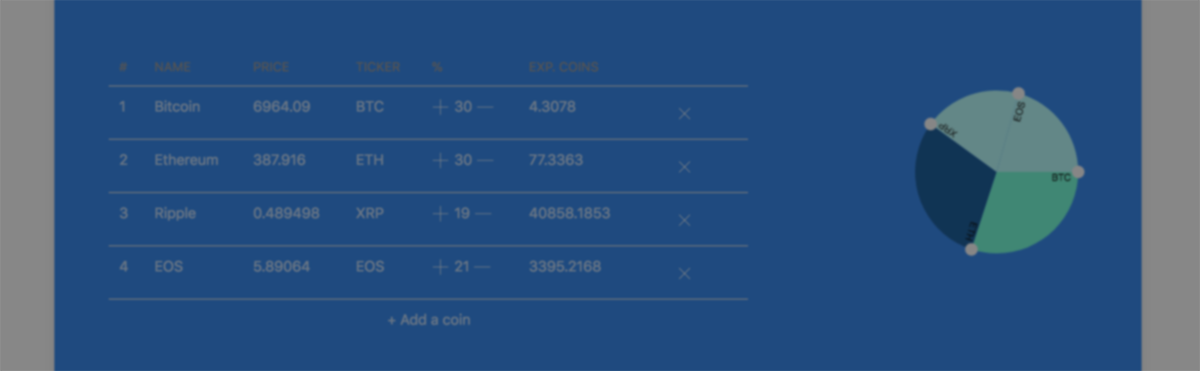 # NAME PRICE TICKER % EXP. COINS
1 Bitcoin 6964.09 BTC + 30 — 4.3078 ×
2 Ethereum 387.916 ETH + 30 — 77.3363 ×
3 Ripple 0.489498 XRP + 19 — 40858.1853 ×
4 EOS 5.89064 EOS + 21 — 3395.2168 ×
+ Add a coin
EOS
XRP
BTC
ETH